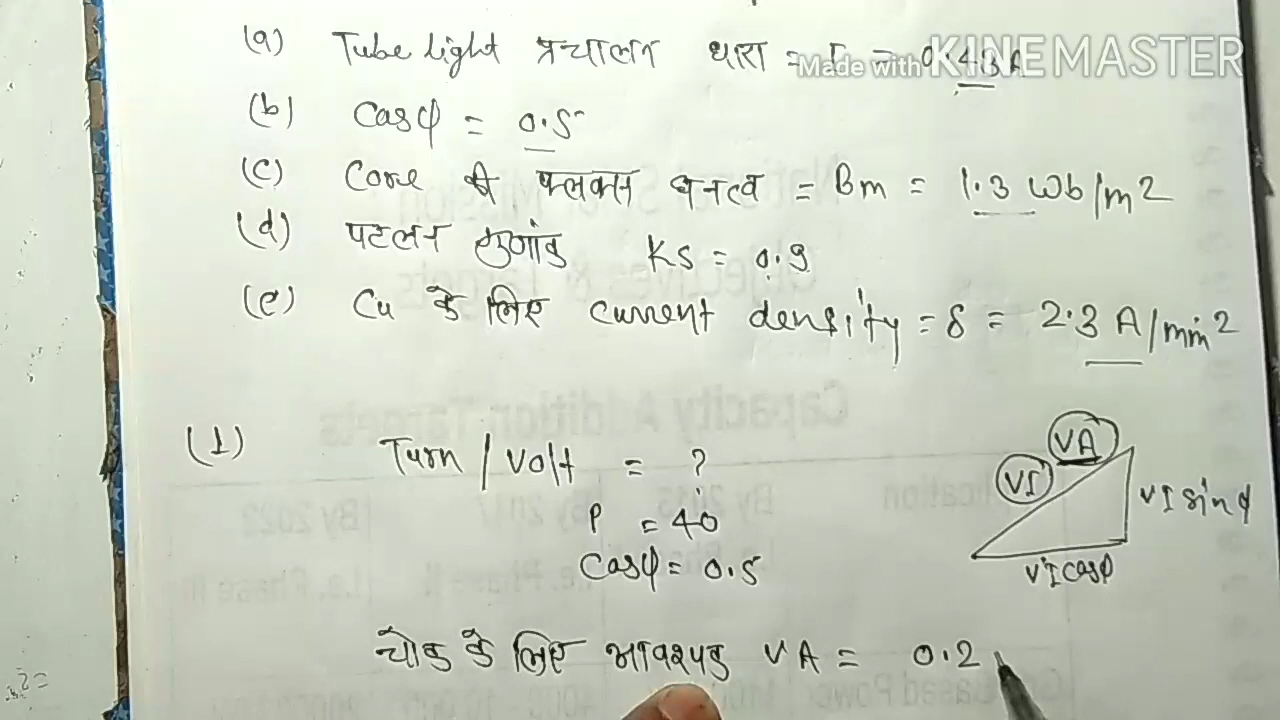 (a) Tube light प्रचालन धारा = I = 0.43A
Made with KINEMASTER
(b) Cosφ = 0.5
(c) Core में फ्लक्स घनत्व = Bm = 1.3 Wb/m2
(d) पटलन गुणांक Ks = 0.9
(e) Cu के लिए current density = δ = 2.3 A/mm2
(1) Turn / Volt = ?
VA
VI
P = 40
VI sinφ
Cosφ = 0.5
VI cosφ
चोक के लिए आवश्यक VA = 0.2